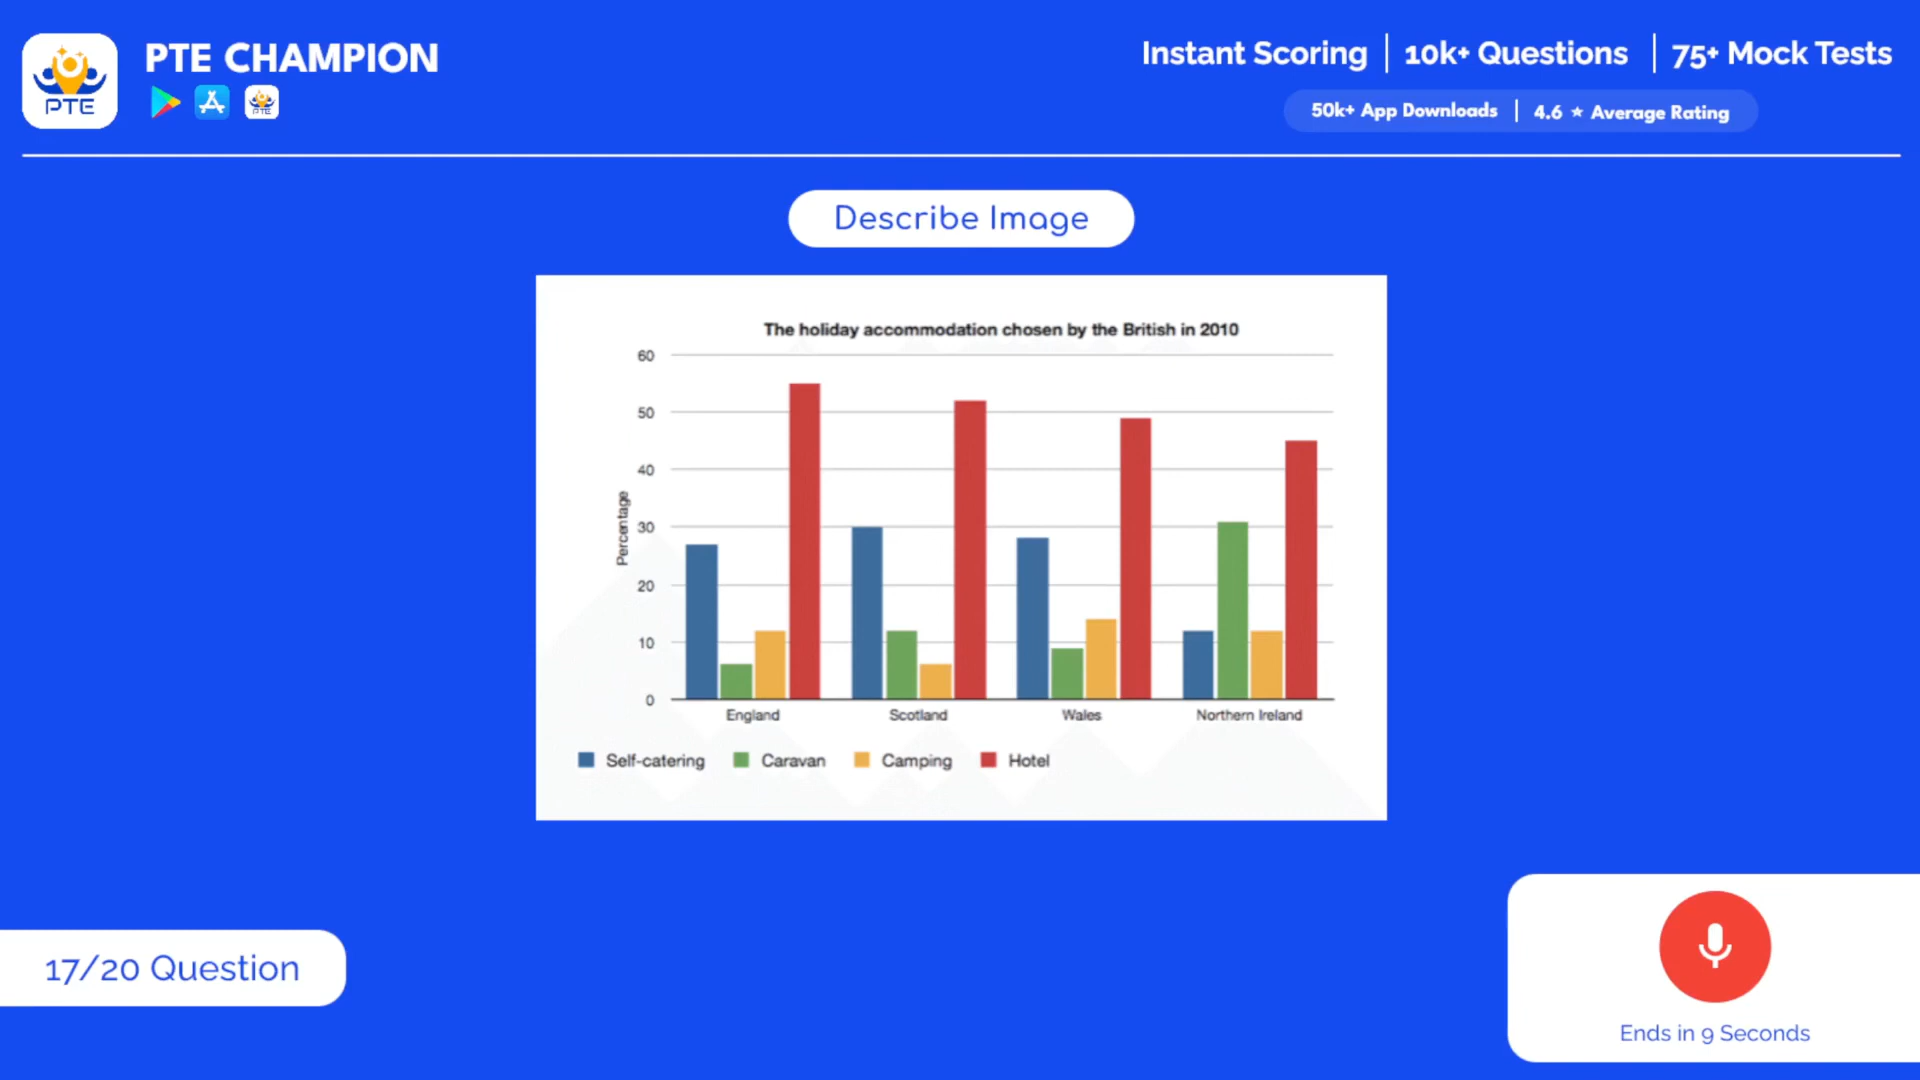 PTE CHAMPION
PTE
PTE
Instant Scoring | 10k+ Questions | 75+ Mock Tests
50k+ App Downloads | 4.6 ★ Average Rating
Describe Image
The holiday accommodation chosen by the British in 2010
60
50
40
30
20
10
0
Percentage
England Scotland Wales Northern Ireland
Self-catering Caravan Camping Hotel
17/20 Question
Ends in 9 Seconds